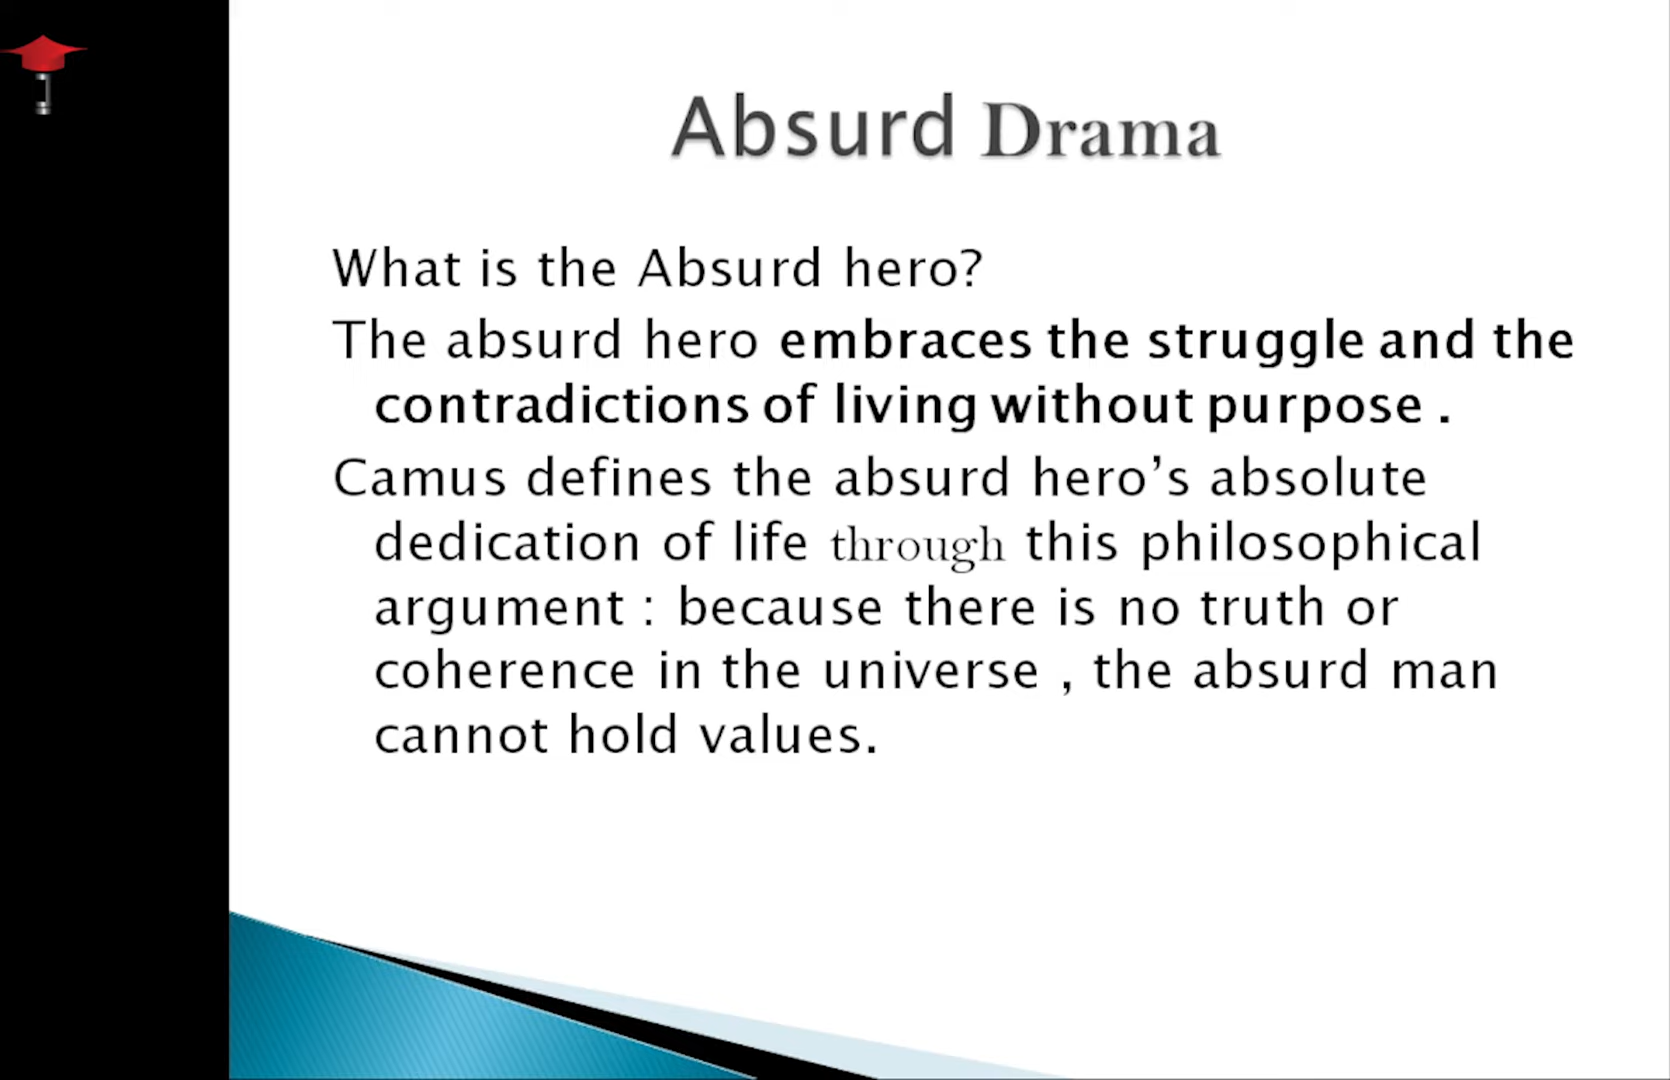 Absurd Drama
What is the Absurd hero?
The absurd hero embraces the struggle and the
contradictions of living without purpose .
Camus defines the absurd hero’s absolute
dedication of life through this philosophical
argument : because there is no truth or
coherence in the universe , the absurd man
cannot hold values.